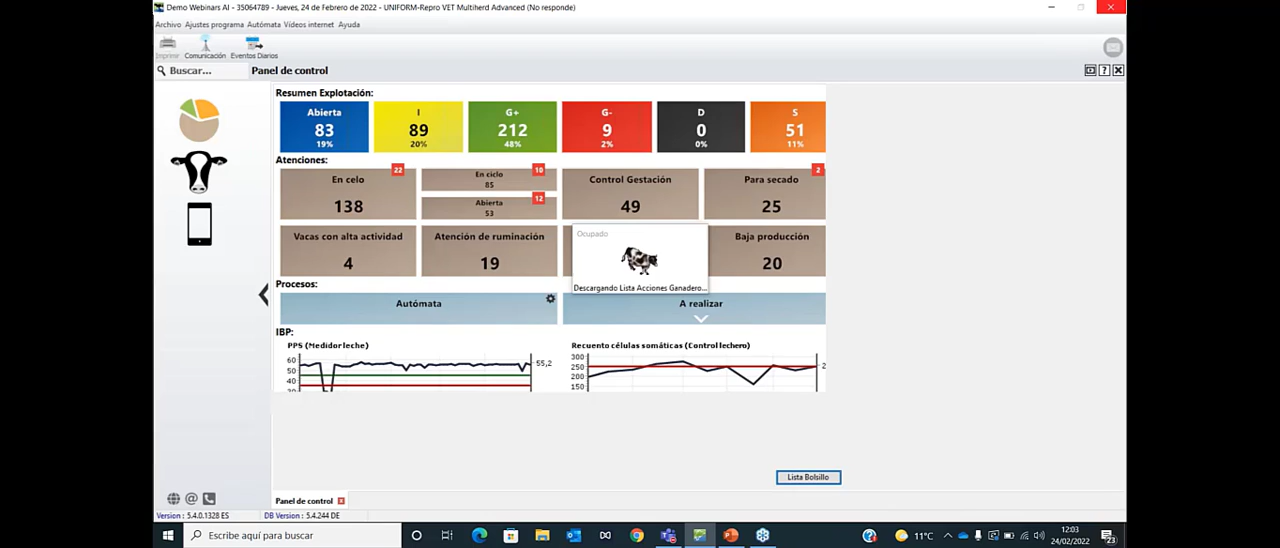 Demo Webinars AI - 35064789 - Jueves, 24 de Febrero de 2022 - UNIFORM-Repro VET Multiherd Advanced (No responde)
Archivo Ajustes programa Autómata Vídeos internet Ayuda
Imprimir Comunicación Eventos Diarios
Buscar... Panel de control
Resumen Explotación:
Abierta I G+ G- D S
83 89 212 9 0 51
19% 20% 48% 2% 0% 11%
Atenciones:
22 10 2
En celo En ciclo Control Gestación Para secado
85
12
138 Abierta 49 25
53
Vacas con alta actividad Atención de ruminación Ocupado Baja producción
4 19 20
Descargando Lista Acciones Ganadero...
Procesos:
Autómata A realizar
IBP:
PPS (Medidor leche) Recuento células somáticas (Control lechero)
60 55,2 300 2
50 250
40 200
30 150
Lista Bolsillo
Panel de control
Version : 5.4.0.1328 ES DB Version : 5.4.244 DE
Escribe aquí para buscar 11°C 12:03
24/02/2022 23